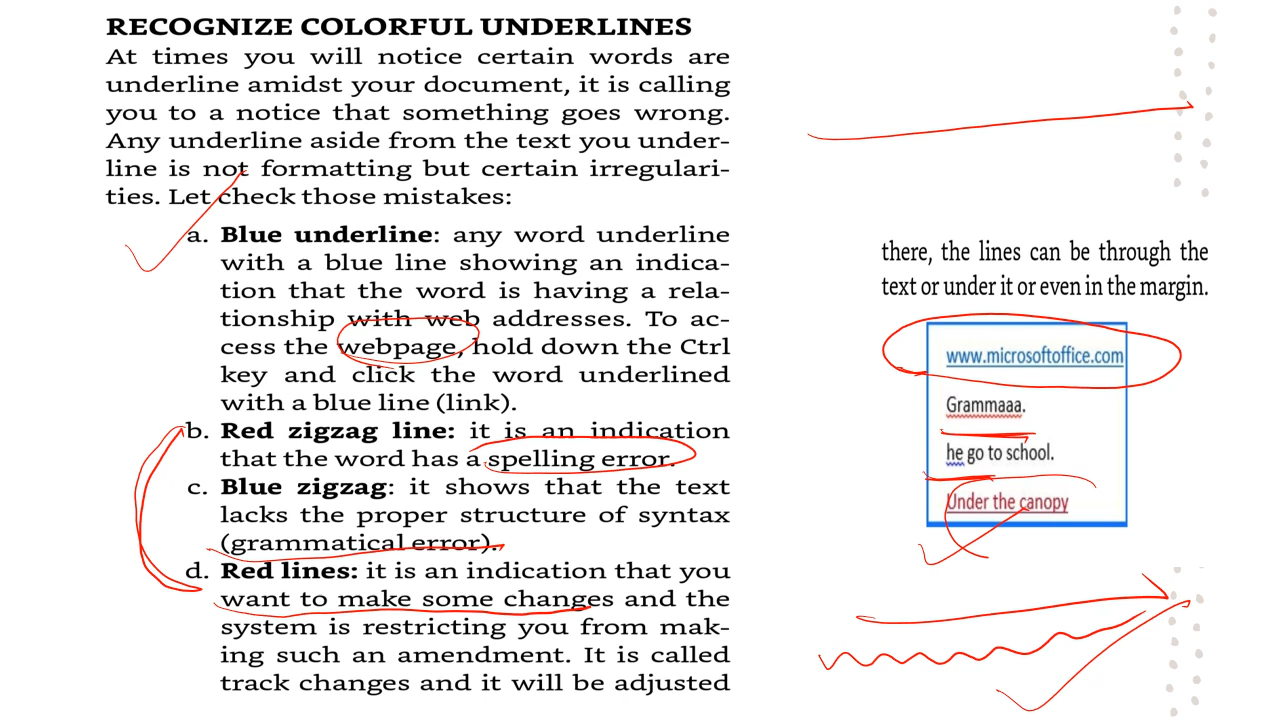 RECOGNIZE COLORFUL UNDERLINES
At times you will notice certain words are
underline amidst your document, it is calling
you to a notice that something goes wrong.
Any underline aside from the text you under-
line is not formatting but certain irregulari-
ties. Let check those mistakes:
a. Blue underline: any word underline
with a blue line showing an indica-
tion that the word is having a rela-
tionship with web addresses. To ac-
cess the webpage, hold down the Ctrl
key and click the word underlined
with a blue line (link).
b. Red zigzag line: it is an indication
that the word has a spelling error.
c. Blue zigzag: it shows that the text
lacks the proper structure of syntax
(grammatical error).
d. Red lines: it is an indication that you
want to make some changes and the
system is restricting you from mak-
ing such an amendment. It is called
track changes and it will be adjusted
there, the lines can be through the
text or under it or even in the margin.
www.microsoftoffice.com
Grammaaa.
he go to school.
Under the canopy